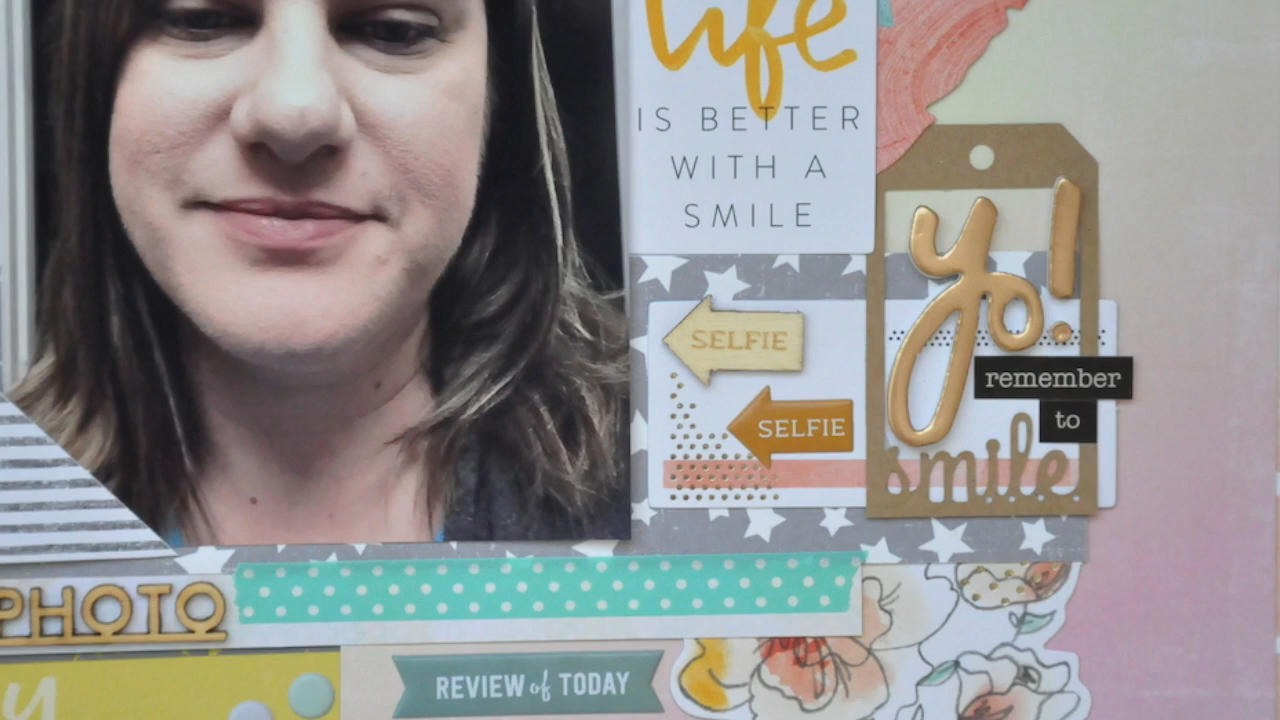 life
IS BETTER
WITH A
SMILE
yo!
SELFIE
SELFIE
remember
to
smile
PHOTO
REVIEW of TODAY
y